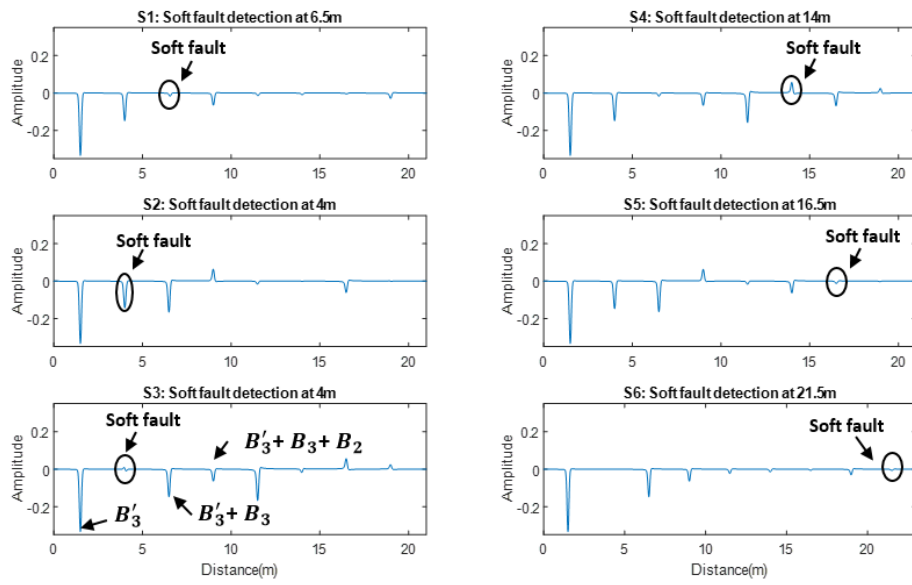 S1: Soft fault detection at 6.5m
Soft fault
Amplitude
0.2
0
-0.2
0 5 10 15 20
S2: Soft fault detection at 4m
Soft fault
Amplitude
0.2
0
-0.2
0 5 10 15 20
S3: Soft fault detection at 4m
Soft fault
B′₃+ B₃ + B₂
Amplitude
0.2
0
-0.2
B′₃
B′₃+ B₃
0 5 10 15 20
Distance(m)
S4: Soft fault detection at 14m
Soft fault
Amplitude
0.2
0
-0.2
0 5 10 15 20
S5: Soft fault detection at 16.5m
Soft fault
Amplitude
0.2
0
-0.2
0 5 10 15 20
S6: Soft fault detection at 21.5m
Soft fault
Amplitude
0.2
0
-0.2
0 5 10 15 20
Distance(m)